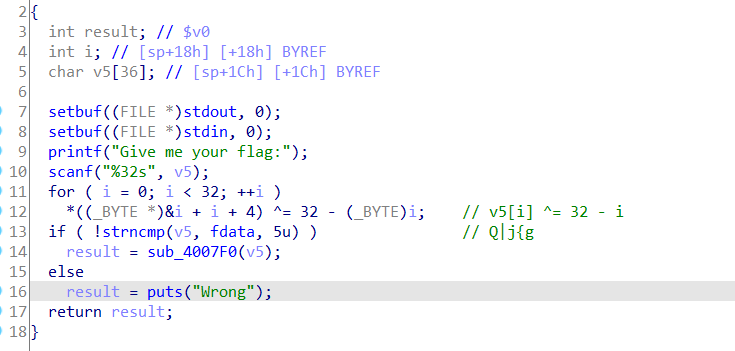 2 {
3   int result; // $v0
4   int i; // [sp+18h] [+18h] BYREF
5   char v5[36]; // [sp+1Ch] [+1Ch] BYREF
6
7   setbuf((FILE *)stdout, 0);
8   setbuf((FILE *)stdin, 0);
9   printf("Give me your flag:");
10   scanf("%32s", v5);
11   for ( i = 0; i < 32; ++i )
12     *((_BYTE *)&i + i + 4) ^= 32 - (_BYTE)i;    // v5[i] ^= 32 - i
13   if ( !strncmp(v5, fdata, 5u) )              // Q|j{g
14     result = sub_4007F0(v5);
15   else
16     result = puts("Wrong");
17   return result;
18 }